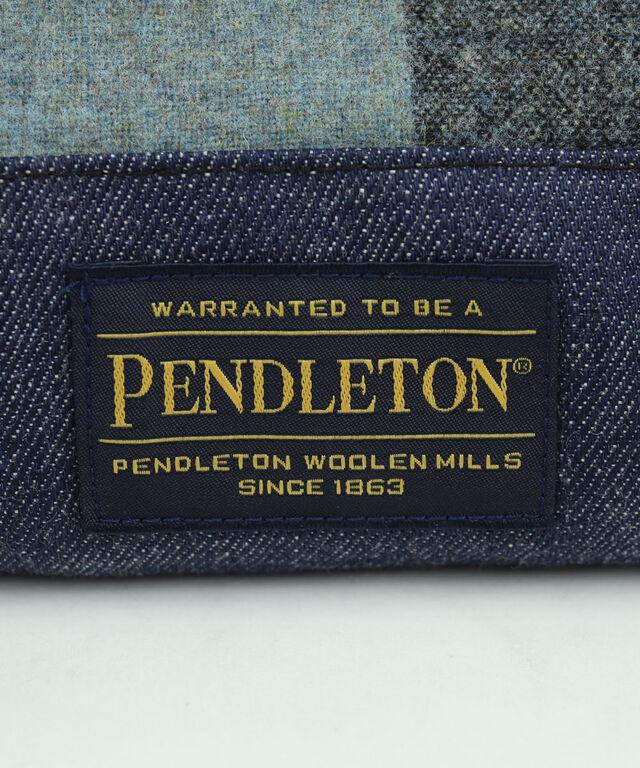 WARRANTED TO BE A
PENDLETON®
PENDLETON WOOLEN MILLS
SINCE 1863